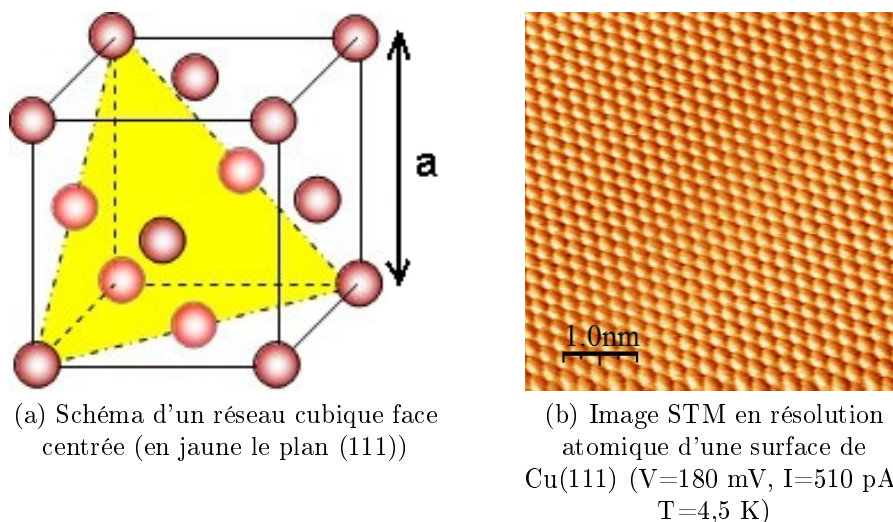 a
1.0nm
(a) Schéma d'un réseau cubique face
centrée (en jaune le plan (111))
(b) Image STM en résolution
atomique d'une surface de
Cu(111) (V=180 mV, I=510 pA
T=4,5 K)